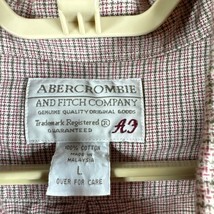 ABERCROMBIE
AND FITCH COMPANY
GENUINE QUALITY ORIGINAL GOODS
Trademark Registered ®
GUARANTEED
AF
100% COTTON
MADE IN
MALAYSIA
L
OVER FOR CARE